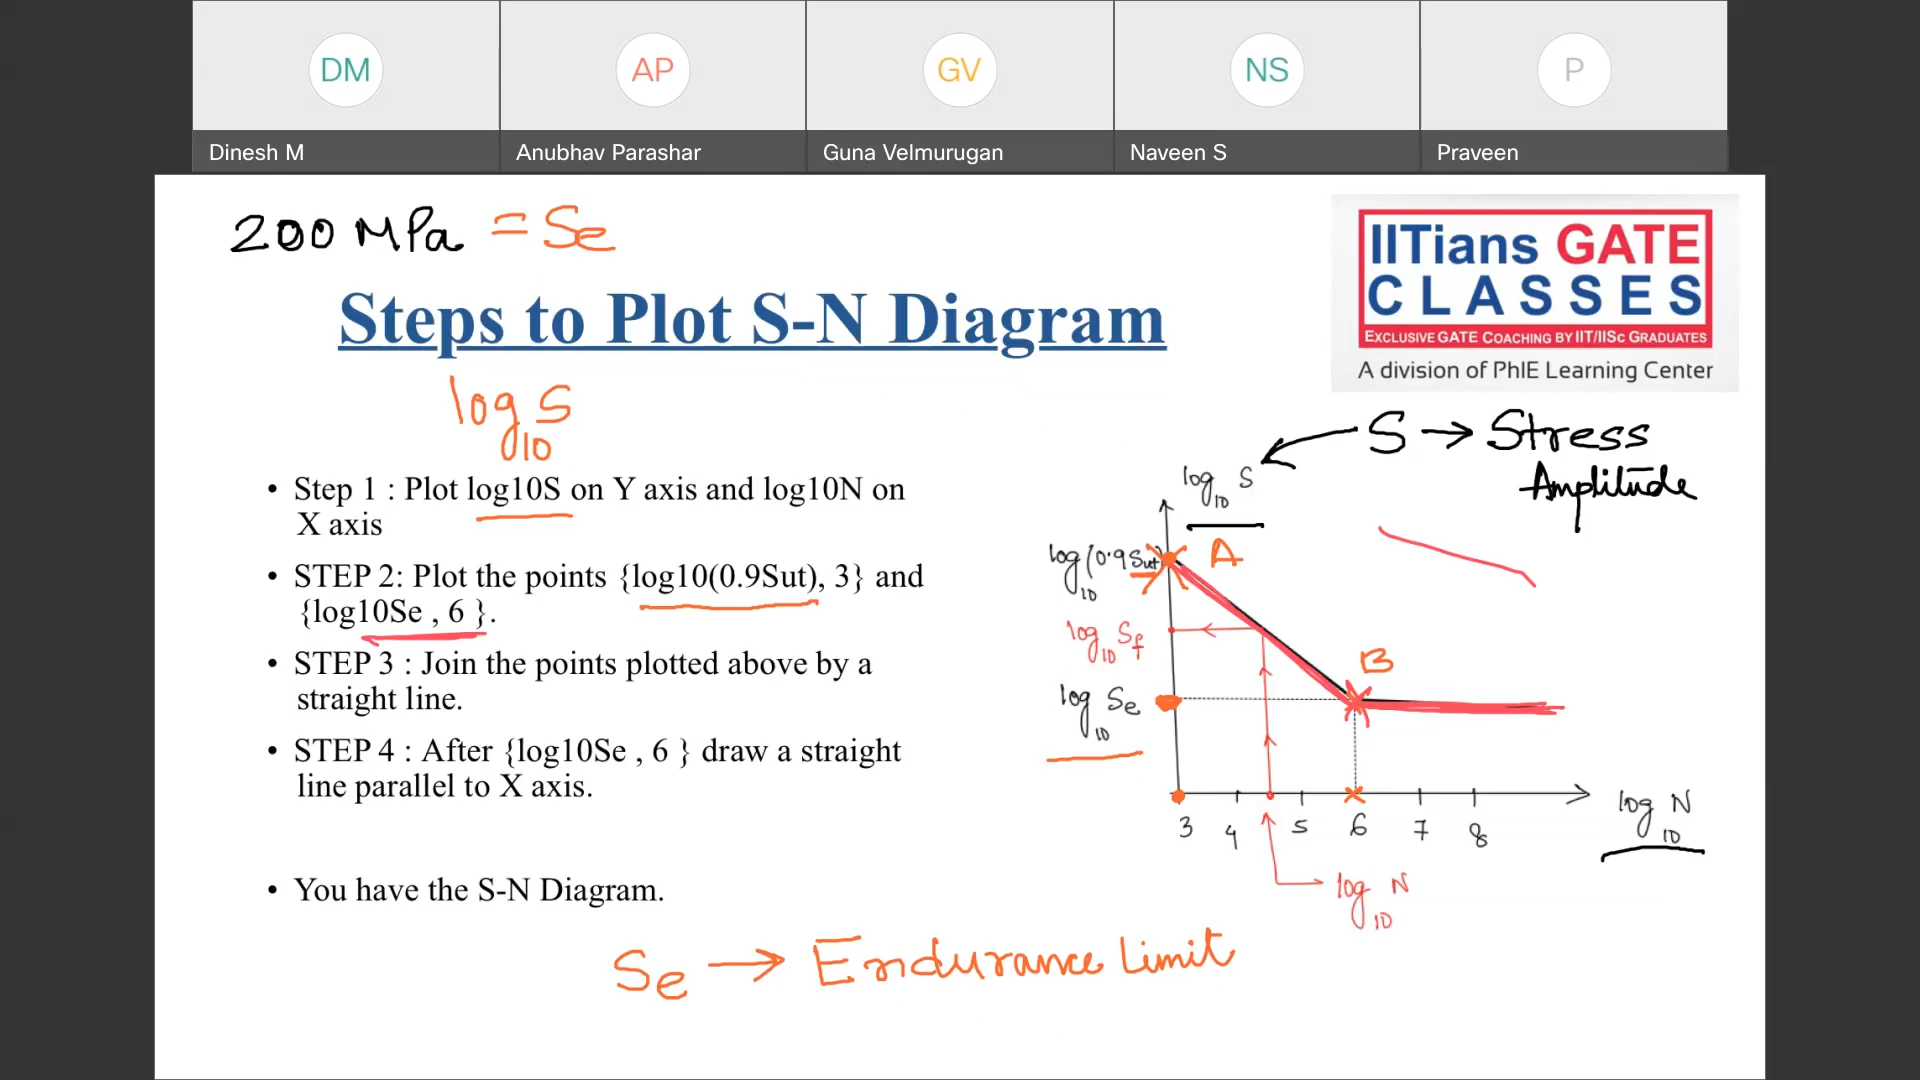 DM
AP
GV
NS
P
Dinesh M
Anubhav Parashar
Guna Velmurugan
Naveen S
Praveen
200 MPa = Se
IITians GATE
CLASSES
EXCLUSIVE GATE COACHING BY IIT/IISc GRADUATES
A division of PhIE Learning Center
Steps to Plot S-N Diagram
log10 S
S → Stress
Amplitude
• Step 1 : Plot log10S on Y axis and log10N on
X axis
• STEP 2: Plot the points {log10(0.9Sut), 3} and
{log10Se , 6 }.
• STEP 3 : Join the points plotted above by a
straight line.
• STEP 4 : After {log10Se , 6 } draw a straight
line parallel to X axis.
• You have the S-N Diagram.
log10 S
log10(0.9Sut)
A
log10 Sf
B
log10 Se
3 4 5 6 7 8
log10 N
log10 N
Se → Endurance Limit